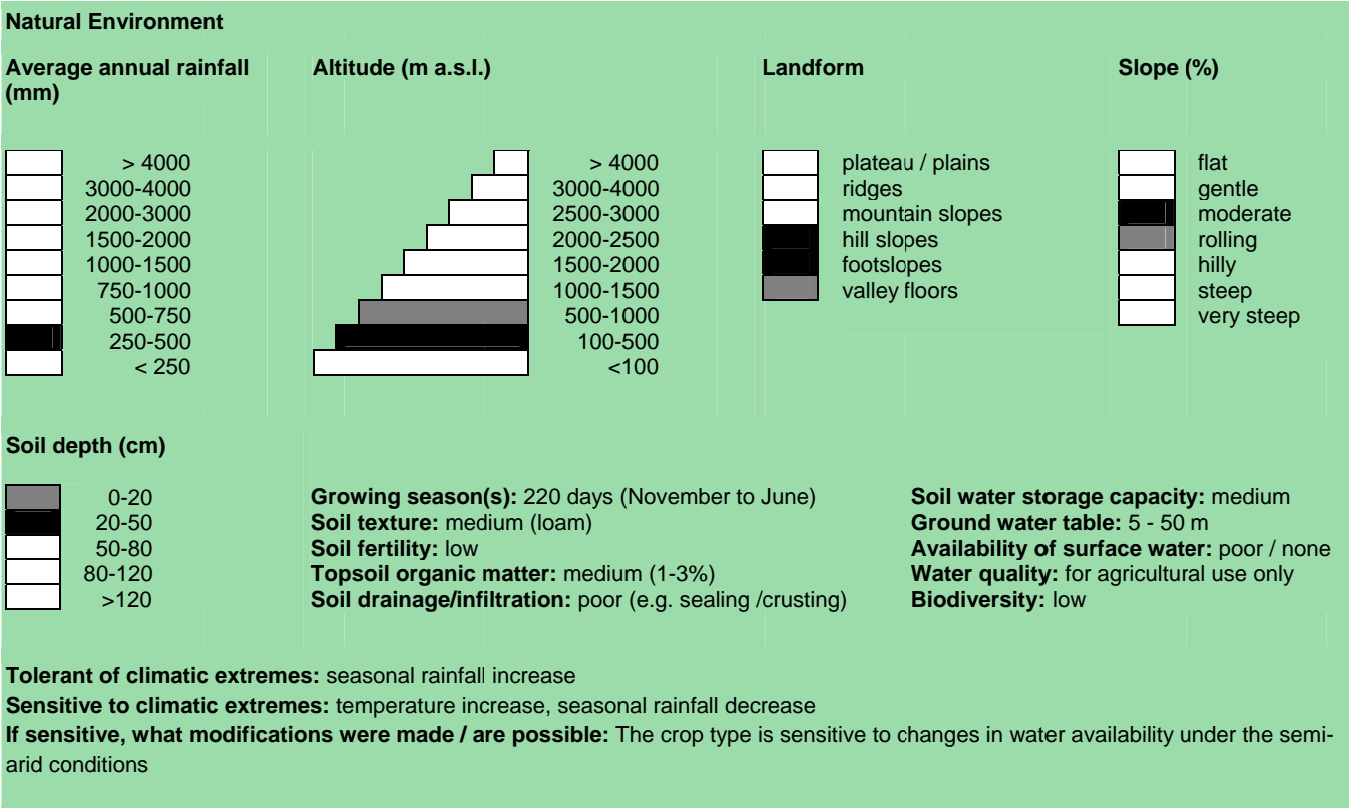 Natural Environment
Average annual rainfall (mm)
> 4000
3000-4000
2000-3000
1500-2000
1000-1500
750-1000
500-750
250-500
< 250
Altitude (m a.s.l.)
> 4000
3000-4000
2500-3000
2000-2500
1500-2000
1000-1500
500-1000
100-500
<100
Landform
plateau / plains
ridges
mountain slopes
hill slopes
footslopes
valley floors
Slope (%)
flat
gentle
moderate
rolling
hilly
steep
very steep
Soil depth (cm)
0-20
20-50
50-80
80-120
>120
Growing season(s): 220 days (November to June)
Soil texture: medium (loam)
Soil fertility: low
Topsoil organic matter: medium (1-3%)
Soil drainage/infiltration: poor (e.g. sealing /crusting)
Soil water storage capacity: medium
Ground water table: 5 - 50 m
Availability of surface water: poor / none
Water quality: for agricultural use only
Biodiversity: low
Tolerant of climatic extremes: seasonal rainfall increase
Sensitive to climatic extremes: temperature increase, seasonal rainfall decrease
If sensitive, what modifications were made / are possible: The crop type is sensitive to changes in water availability under the semi-
arid conditions